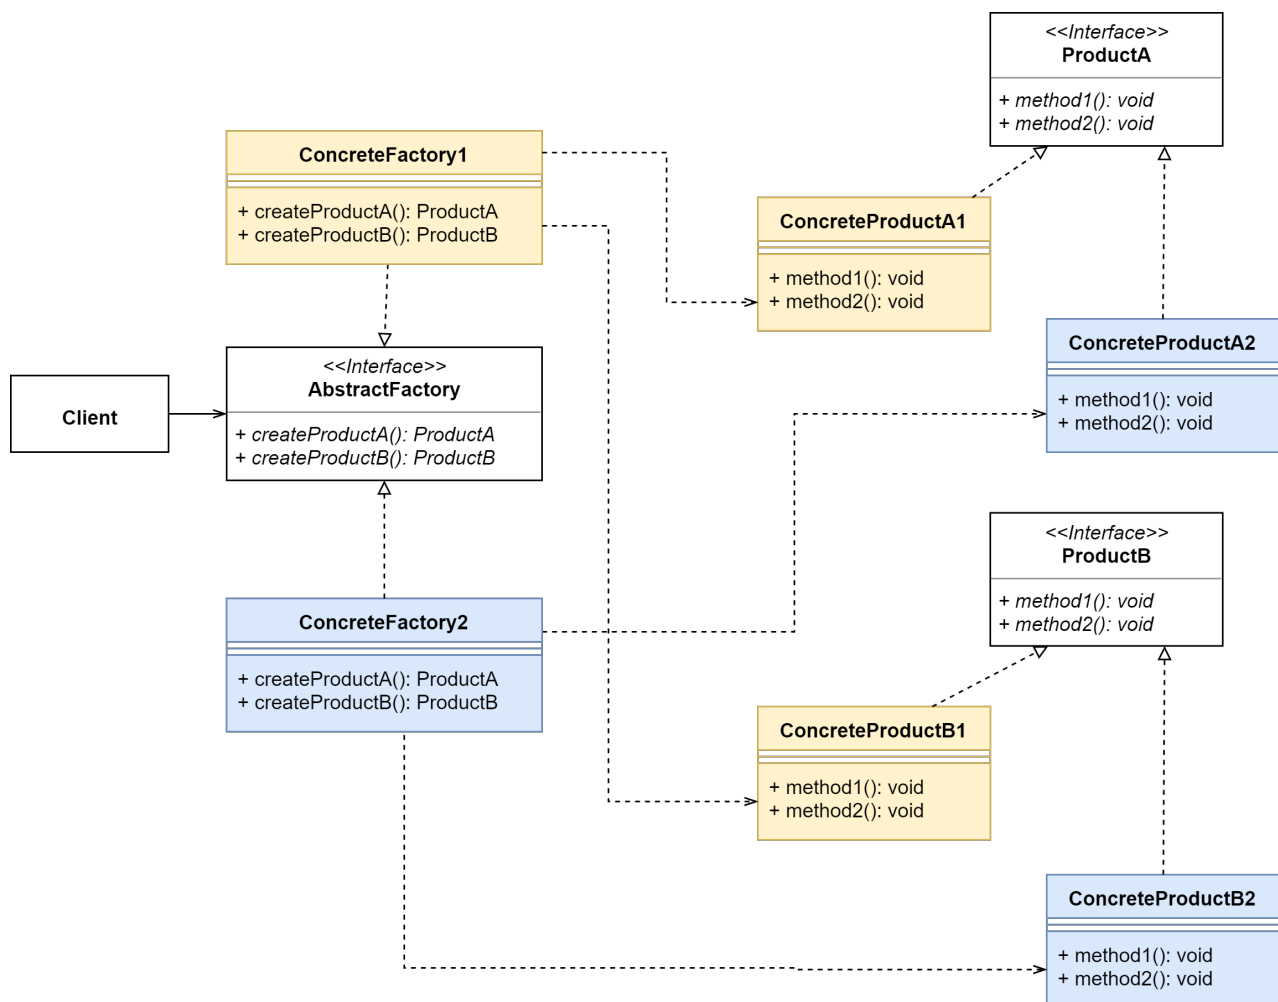 <<Interface>>
ProductA
+ method1(): void
+ method2(): void
ConcreteFactory1
+ createProductA(): ProductA
+ createProductB(): ProductB
ConcreteProductA1
+ method1(): void
+ method2(): void
<<Interface>>
AbstractFactory
+ createProductA(): ProductA
+ createProductB(): ProductB
Client
ConcreteProductA2
+ method1(): void
+ method2(): void
<<Interface>>
ProductB
+ method1(): void
+ method2(): void
ConcreteFactory2
+ createProductA(): ProductA
+ createProductB(): ProductB
ConcreteProductB1
+ method1(): void
+ method2(): void
ConcreteProductB2
+ method1(): void
+ method2(): void